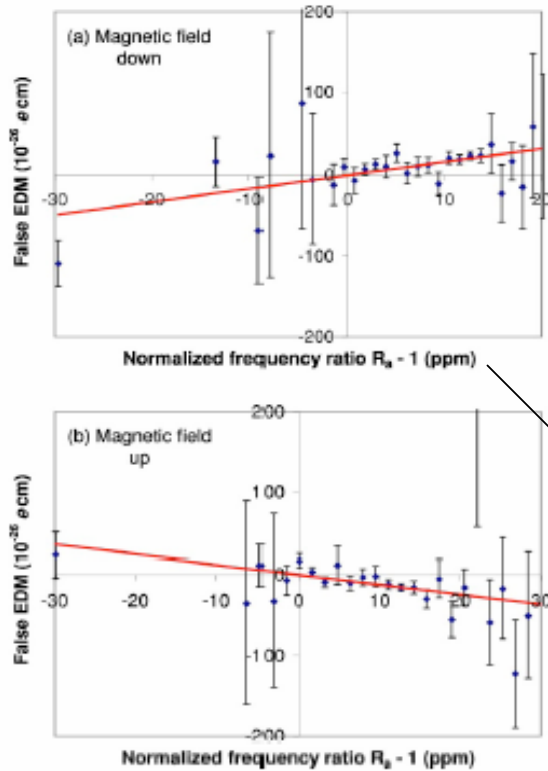 200
(a) Magnetic field
down
100
0
-30
-20
-10
0
10
20
-100
-200
False EDM (10⁻²⁶ e cm)
Normalized frequency ratio Rₐ - 1 (ppm)
200
(b) Magnetic field
up
100
0
-30
-20
-10
0
10
20
30
-100
-200
False EDM (10⁻²⁶ e cm)
Normalized frequency ratio Rₐ - 1 (ppm)